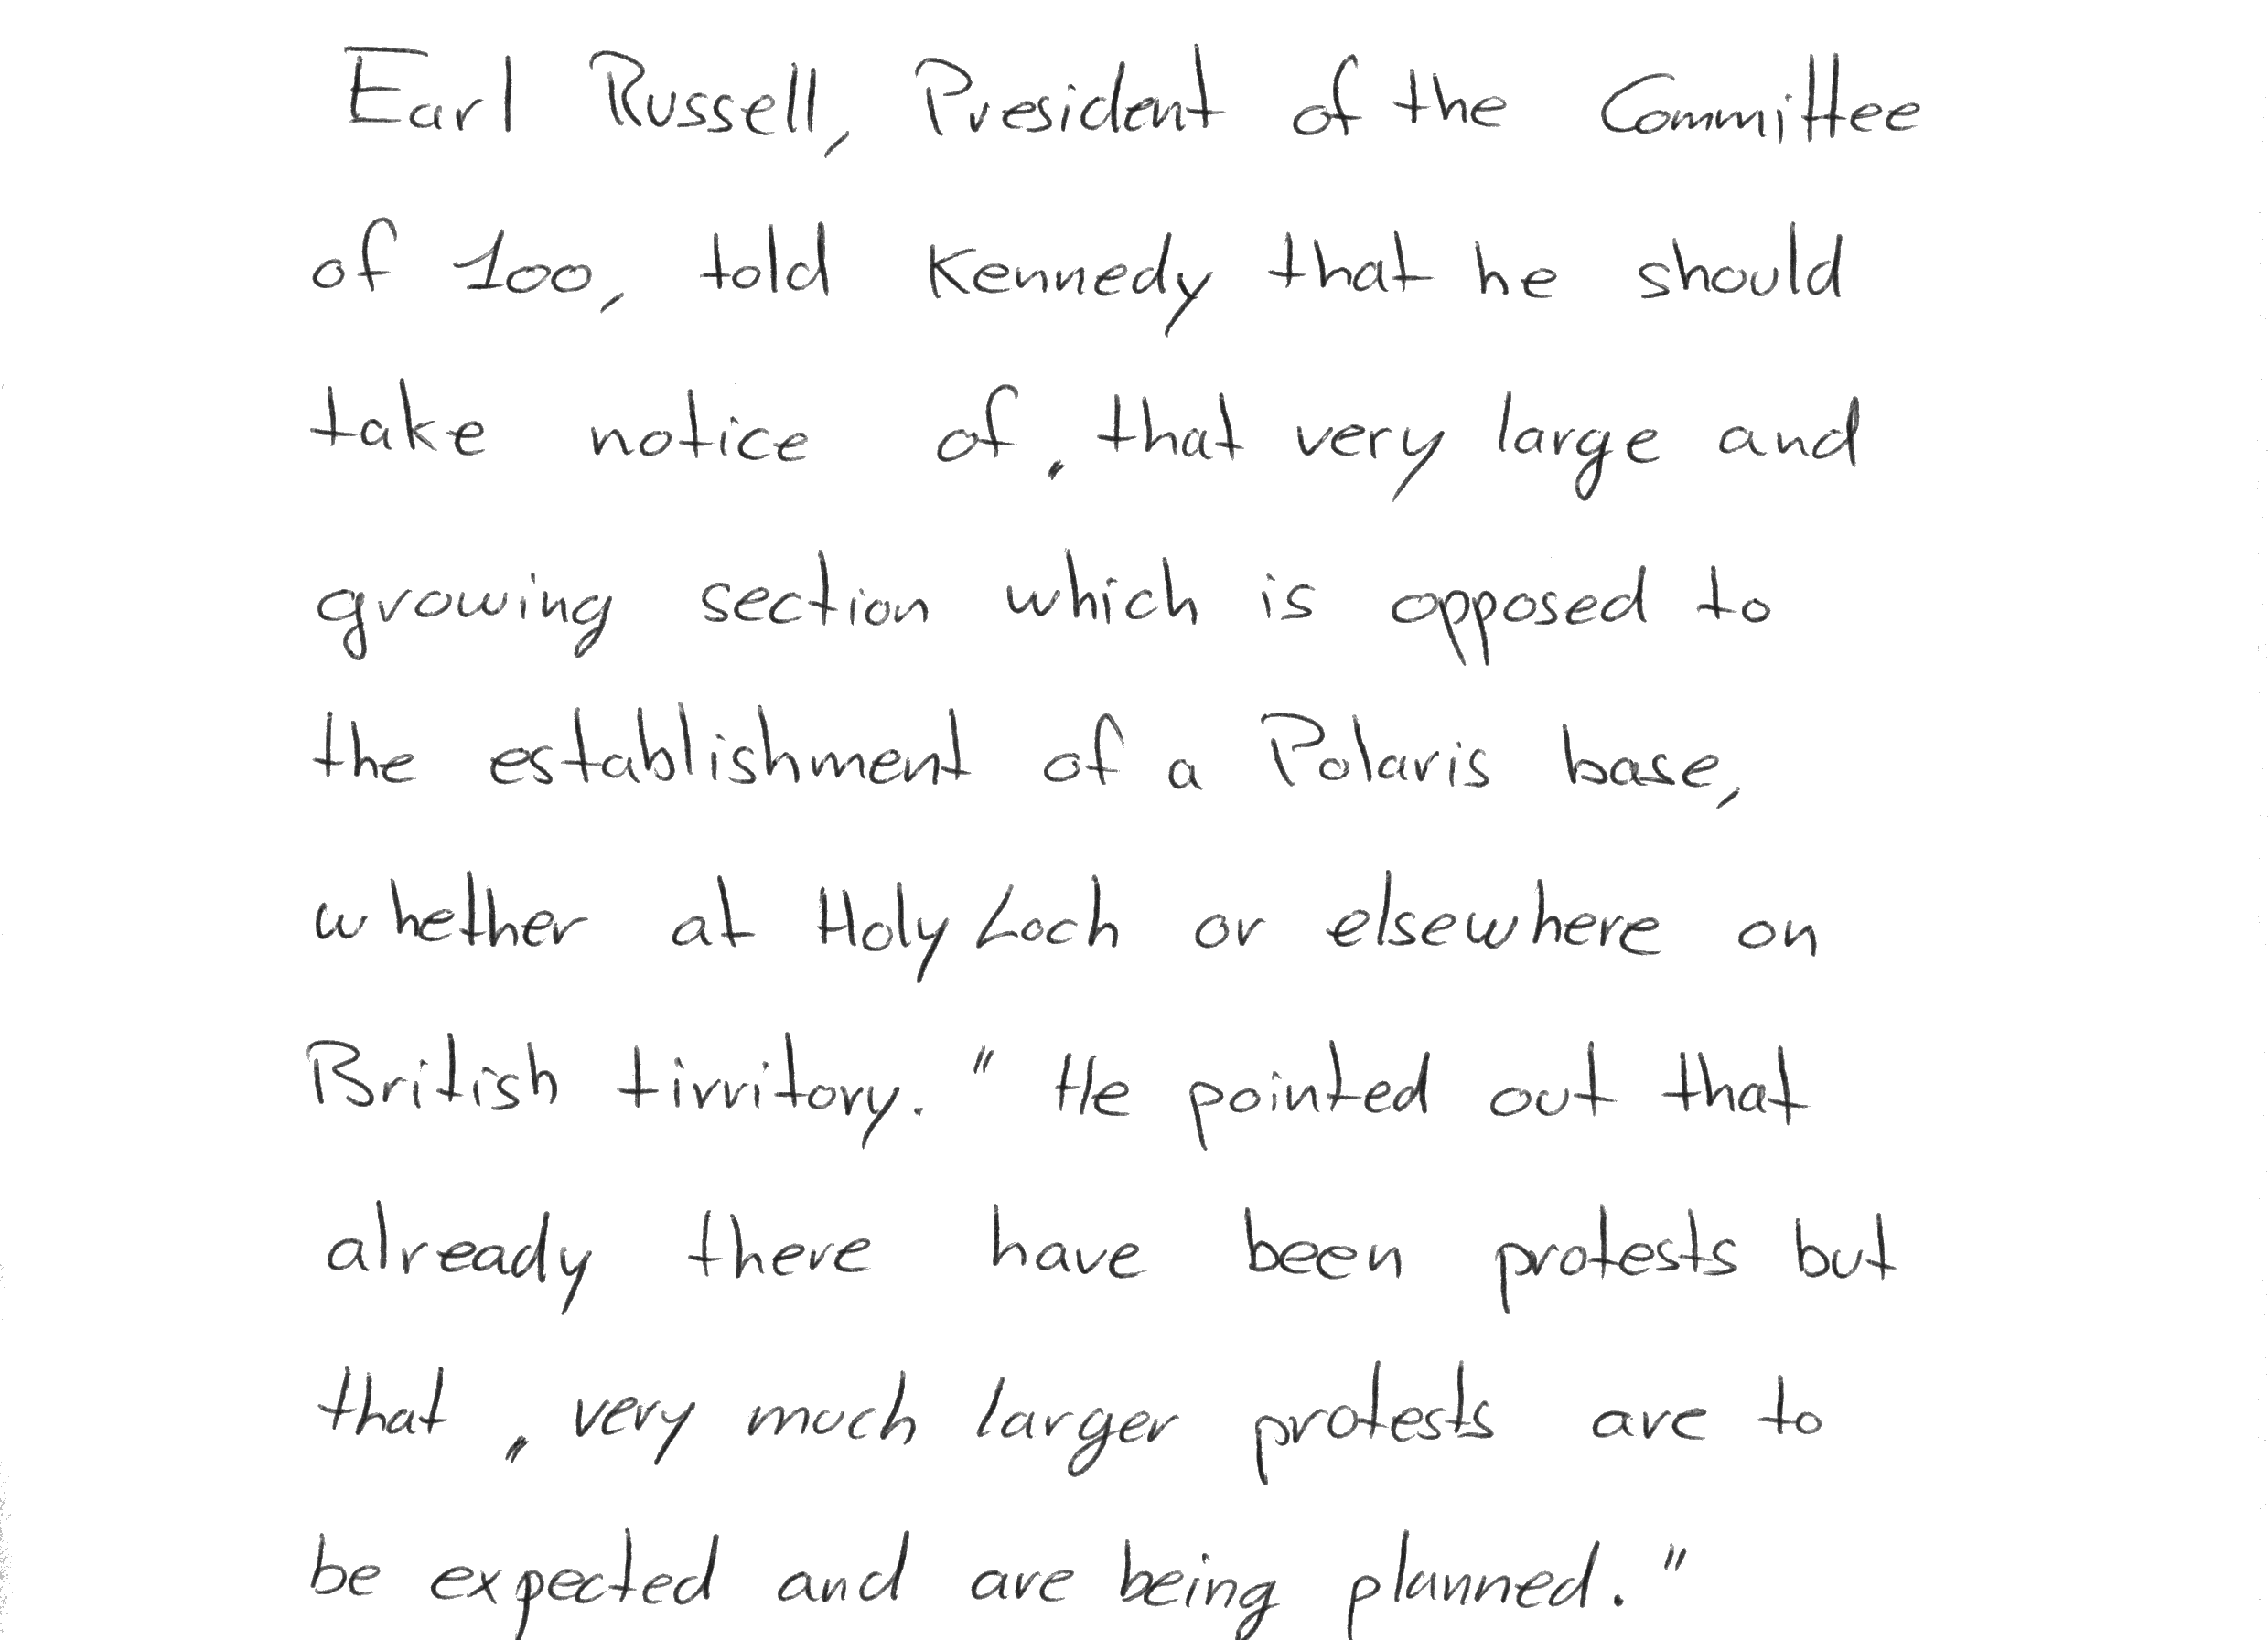 Earl Russell, President of the Committee
of 100, told Kennedy that he should
take notice of „that very large and
growing section which is opposed to
the establishment of a Polaris base,
whether at Holy Loch or elsewhere on
British tirritory." He pointed out that
already there have been protests but
that „very much larger protests are to
be expected and are being planned."